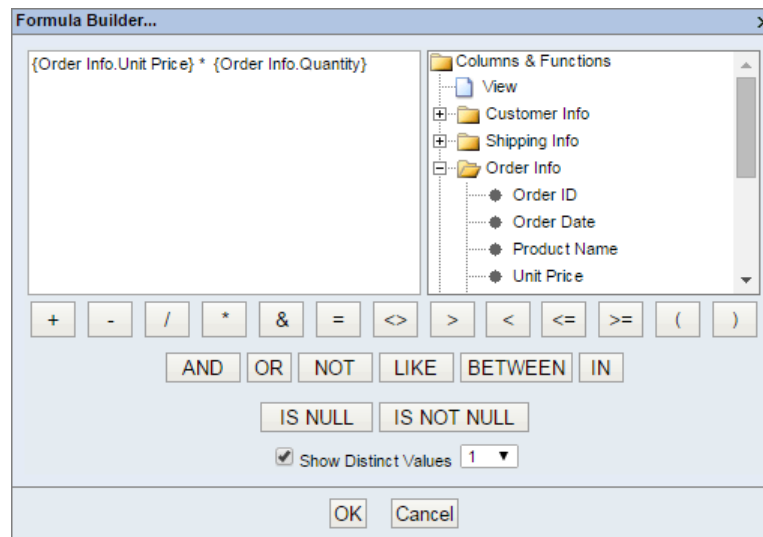 Formula Builder...
{Order Info.Unit Price} * {Order Info.Quantity}
Columns & Functions
View
Customer Info
Shipping Info
Order Info
Order ID
Order Date
Product Name
Unit Price
+ - / * & = <> > < <= >= ( )
AND OR NOT LIKE BETWEEN IN
IS NULL IS NOT NULL
Show Distinct Values 1
OK Cancel